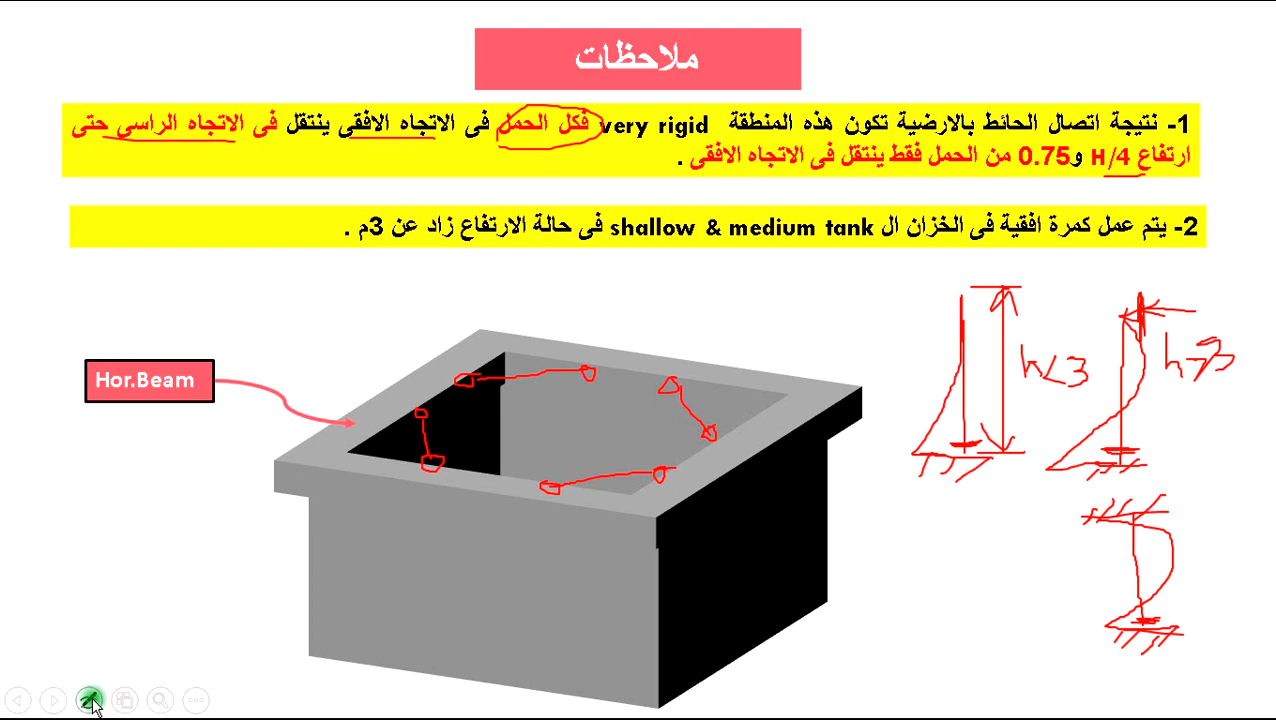 ملاحظات
1- نتيجة اتصال الحائط بالارضية تكون هذه المنطقة very rigid فكل الحمل فى الاتجاه الافقى ينتقل فى الاتجاه الراسى حتى
ارتفاع H/4 و0.75 من الحمل فقط ينتقل فى الاتجاه الافقى .
2- يتم عمل كمرة افقية فى الخزان ال shallow & medium tank فى حالة الارتفاع زاد عن 3م .
Hor.Beam
h<3
h>3